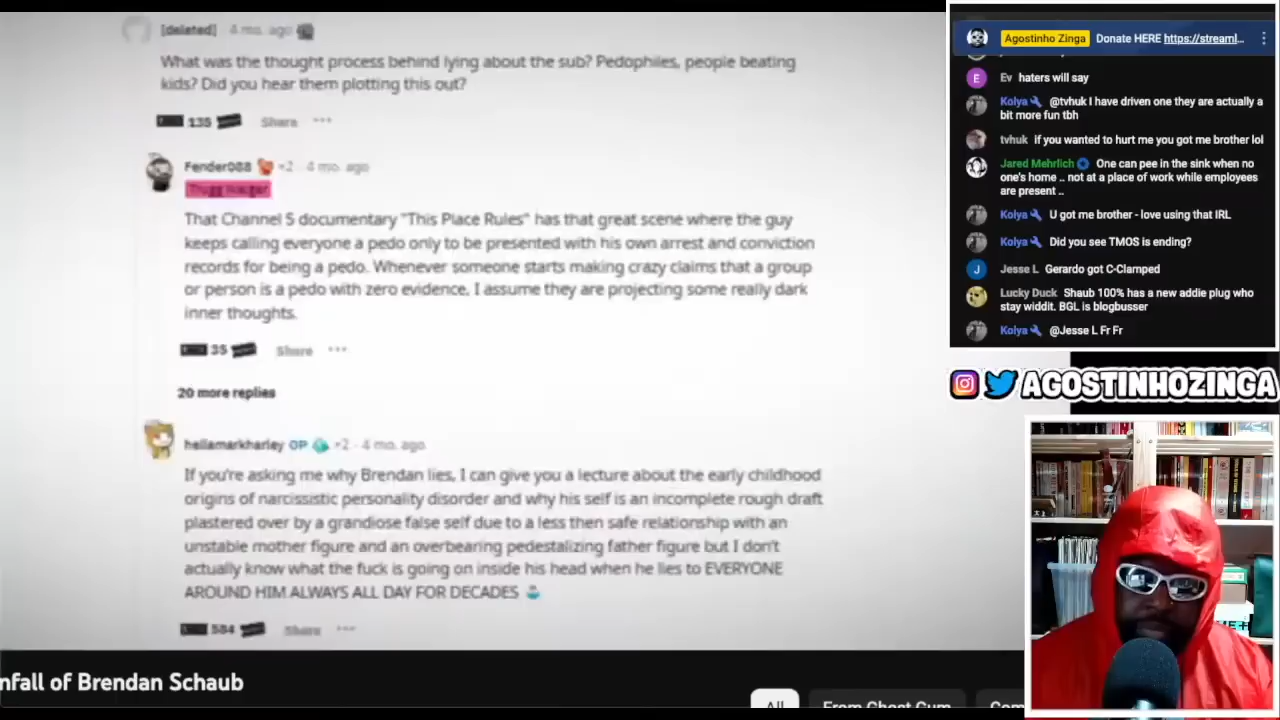 [deleted] 4 mo. ago
What was the thought process behind lying about the sub? Pedophiles, people beating
kids? Did you hear them plotting this out?
135 Share ...
Fender088 +2 · 4 mo. ago
That Channel 5 documentary "This Place Rules" has that great scene where the guy
keeps calling everyone a pedo only to be presented with his own arrest and conviction
records for being a pedo. Whenever someone starts making crazy claims that a group
or person is a pedo with zero evidence, I assume they are projecting some really dark
inner thoughts.
35 Share ...
20 more replies
hellamarkharley OP +2 · 4 mo. ago
If you're asking me why Brendan lies, I can give you a lecture about the early childhood
origins of narcissistic personality disorder and why his self is an incomplete rough draft
plastered over by a grandiose false self due to a less then safe relationship with an
unstable mother figure and an overbearing pedestalizing father figure but I don't
actually know what the fuck is going on inside his head when he lies to EVERYONE
AROUND HIM ALWAYS ALL DAY FOR DECADES
584 Share ...
nfall of Brendan Schaub
All From Ghost Gum Com
Agostinho Zinga Donate HERE https://streaml...
Ev haters will say
Kolya @tvhuk I have driven one they are actually a
bit more fun tbh
tvhuk if you wanted to hurt me you got me brother lol
Jared Mehrlich One can pee in the sink when no
one's home .. not at a place of work while employees
are present ..
Kolya U got me brother - love using that IRL
Kolya Did you see TMOS is ending?
Jesse L Gerardo got C-Clamped
Lucky Duck Shaub 100% has a new addie plug who
stay widdit. BGL is blogbusser
Kolya @Jesse L Fr Fr
AGOSTINHOZINGA